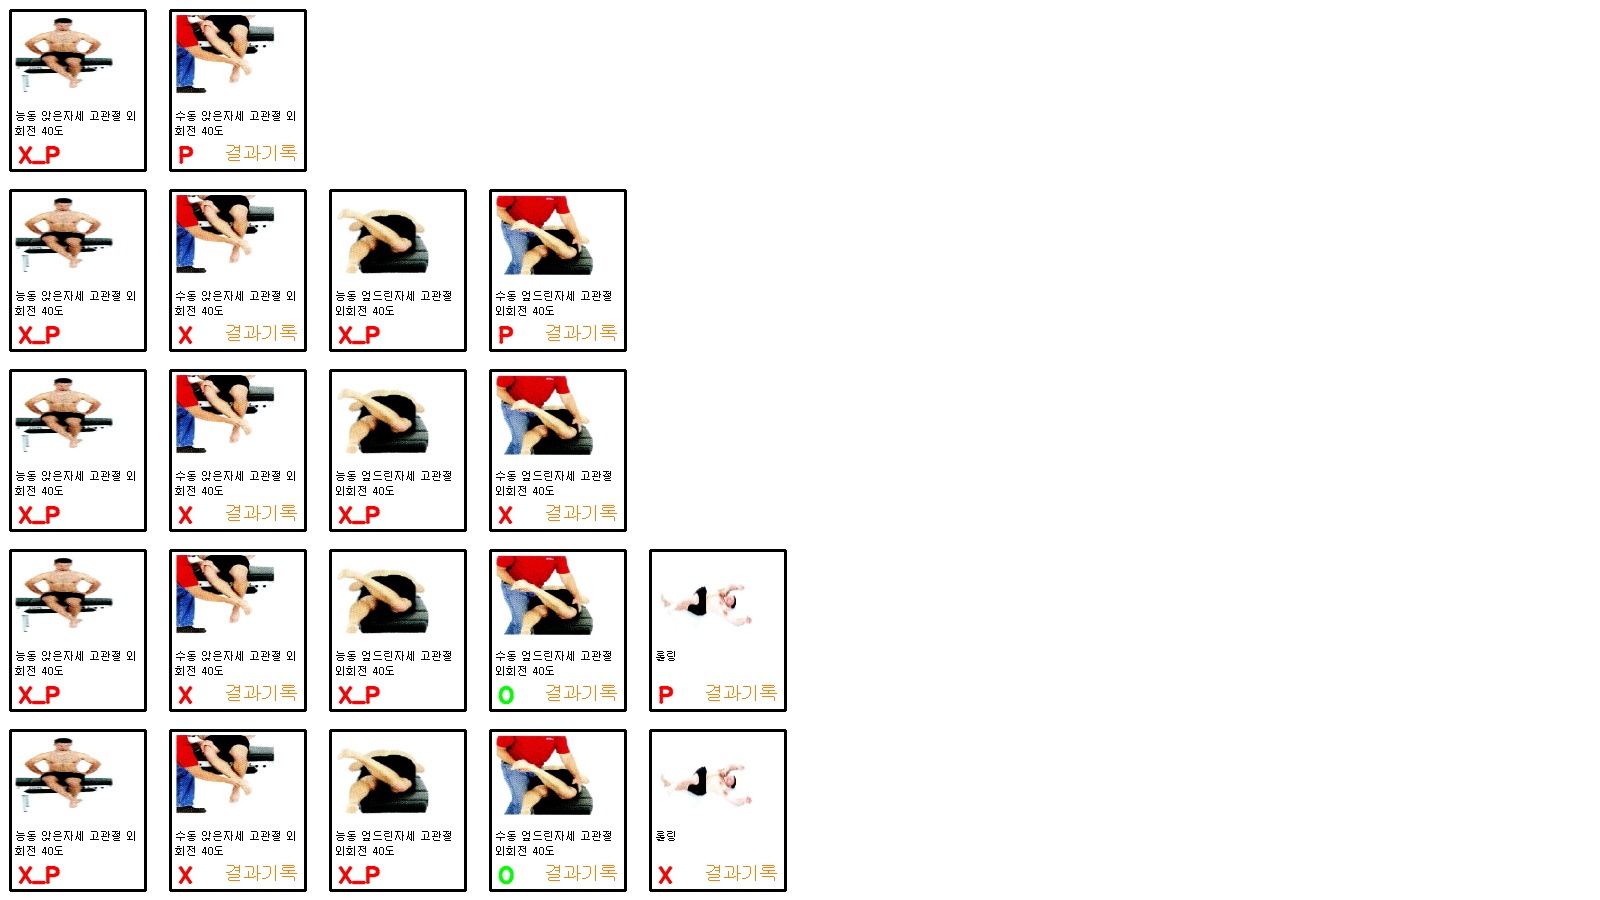 능동 앉은자세 고관절 외
회전 40도
X_P
수동 앉은자세 고관절 외
회전 40도
P 결과기록
능동 앉은자세 고관절 외
회전 40도
X_P
수동 앉은자세 고관절 외
회전 40도
X 결과기록
능동 엎드린자세 고관절
외회전 40도
X_P
수동 엎드린자세 고관절
외회전 40도
P 결과기록
능동 앉은자세 고관절 외
회전 40도
X_P
수동 앉은자세 고관절 외
회전 40도
X 결과기록
능동 엎드린자세 고관절
외회전 40도
X_P
수동 엎드린자세 고관절
외회전 40도
X 결과기록
능동 앉은자세 고관절 외
회전 40도
X_P
수동 앉은자세 고관절 외
회전 40도
X 결과기록
능동 엎드린자세 고관절
외회전 40도
X_P
수동 엎드린자세 고관절
외회전 40도
O 결과기록
롤링
P 결과기록
능동 앉은자세 고관절 외
회전 40도
X_P
수동 앉은자세 고관절 외
회전 40도
X 결과기록
능동 엎드린자세 고관절
외회전 40도
X_P
수동 엎드린자세 고관절
외회전 40도
O 결과기록
롤링
X 결과기록